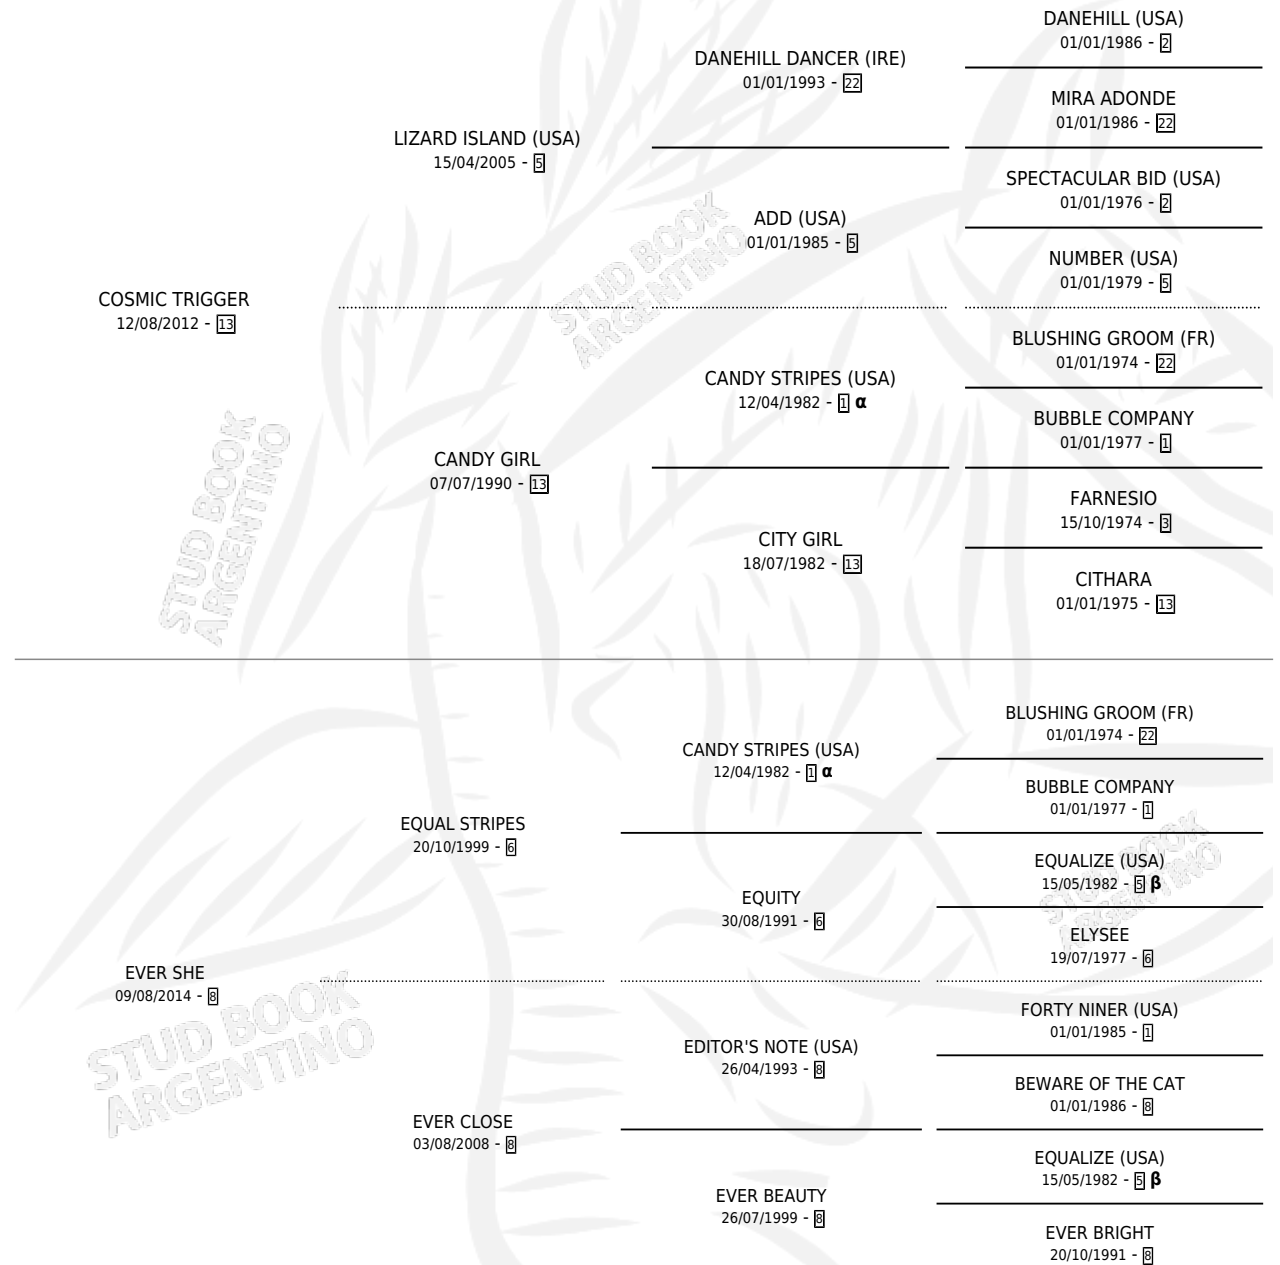 DANEHILL (USA)
01/01/1986 - 2
DANEHILL DANCER (IRE)
01/01/1993 - 22
MIRA ADONDE
01/01/1986 - 22
LIZARD ISLAND (USA)
15/04/2005 - 5
SPECTACULAR BID (USA)
01/01/1976 - 2
ADD (USA)
01/01/1985 - 5
NUMBER (USA)
01/01/1979 - 5
COSMIC TRIGGER
12/08/2012 - 13
BLUSHING GROOM (FR)
01/01/1974 - 22
CANDY STRIPES (USA)
12/04/1982 - 1 α
BUBBLE COMPANY
01/01/1977 - 1
CANDY GIRL
07/07/1990 - 13
FARNESIO
15/10/1974 - 3
CITY GIRL
18/07/1982 - 13
CITHARA
01/01/1975 - 13
BLUSHING GROOM (FR)
01/01/1974 - 22
CANDY STRIPES (USA)
12/04/1982 - 1 α
BUBBLE COMPANY
01/01/1977 - 1
EQUAL STRIPES
20/10/1999 - 6
EQUALIZE (USA)
15/05/1982 - 5 β
EQUITY
30/08/1991 - 6
ELYSEE
19/07/1977 - 6
EVER SHE
09/08/2014 - 8
FORTY NINER (USA)
01/01/1985 - 1
EDITOR'S NOTE (USA)
26/04/1993 - 8
BEWARE OF THE CAT
01/01/1986 - 8
EVER CLOSE
03/08/2008 - 8
EQUALIZE (USA)
15/05/1982 - 5 β
EVER BEAUTY
26/07/1999 - 8
EVER BRIGHT
20/10/1991 - 8
STUD BOOK
ARGENTINO
STUD BOOK
ARGENTINO
STUD BOOK
ARGENTINO
STUD BOOK
ARGENTINO